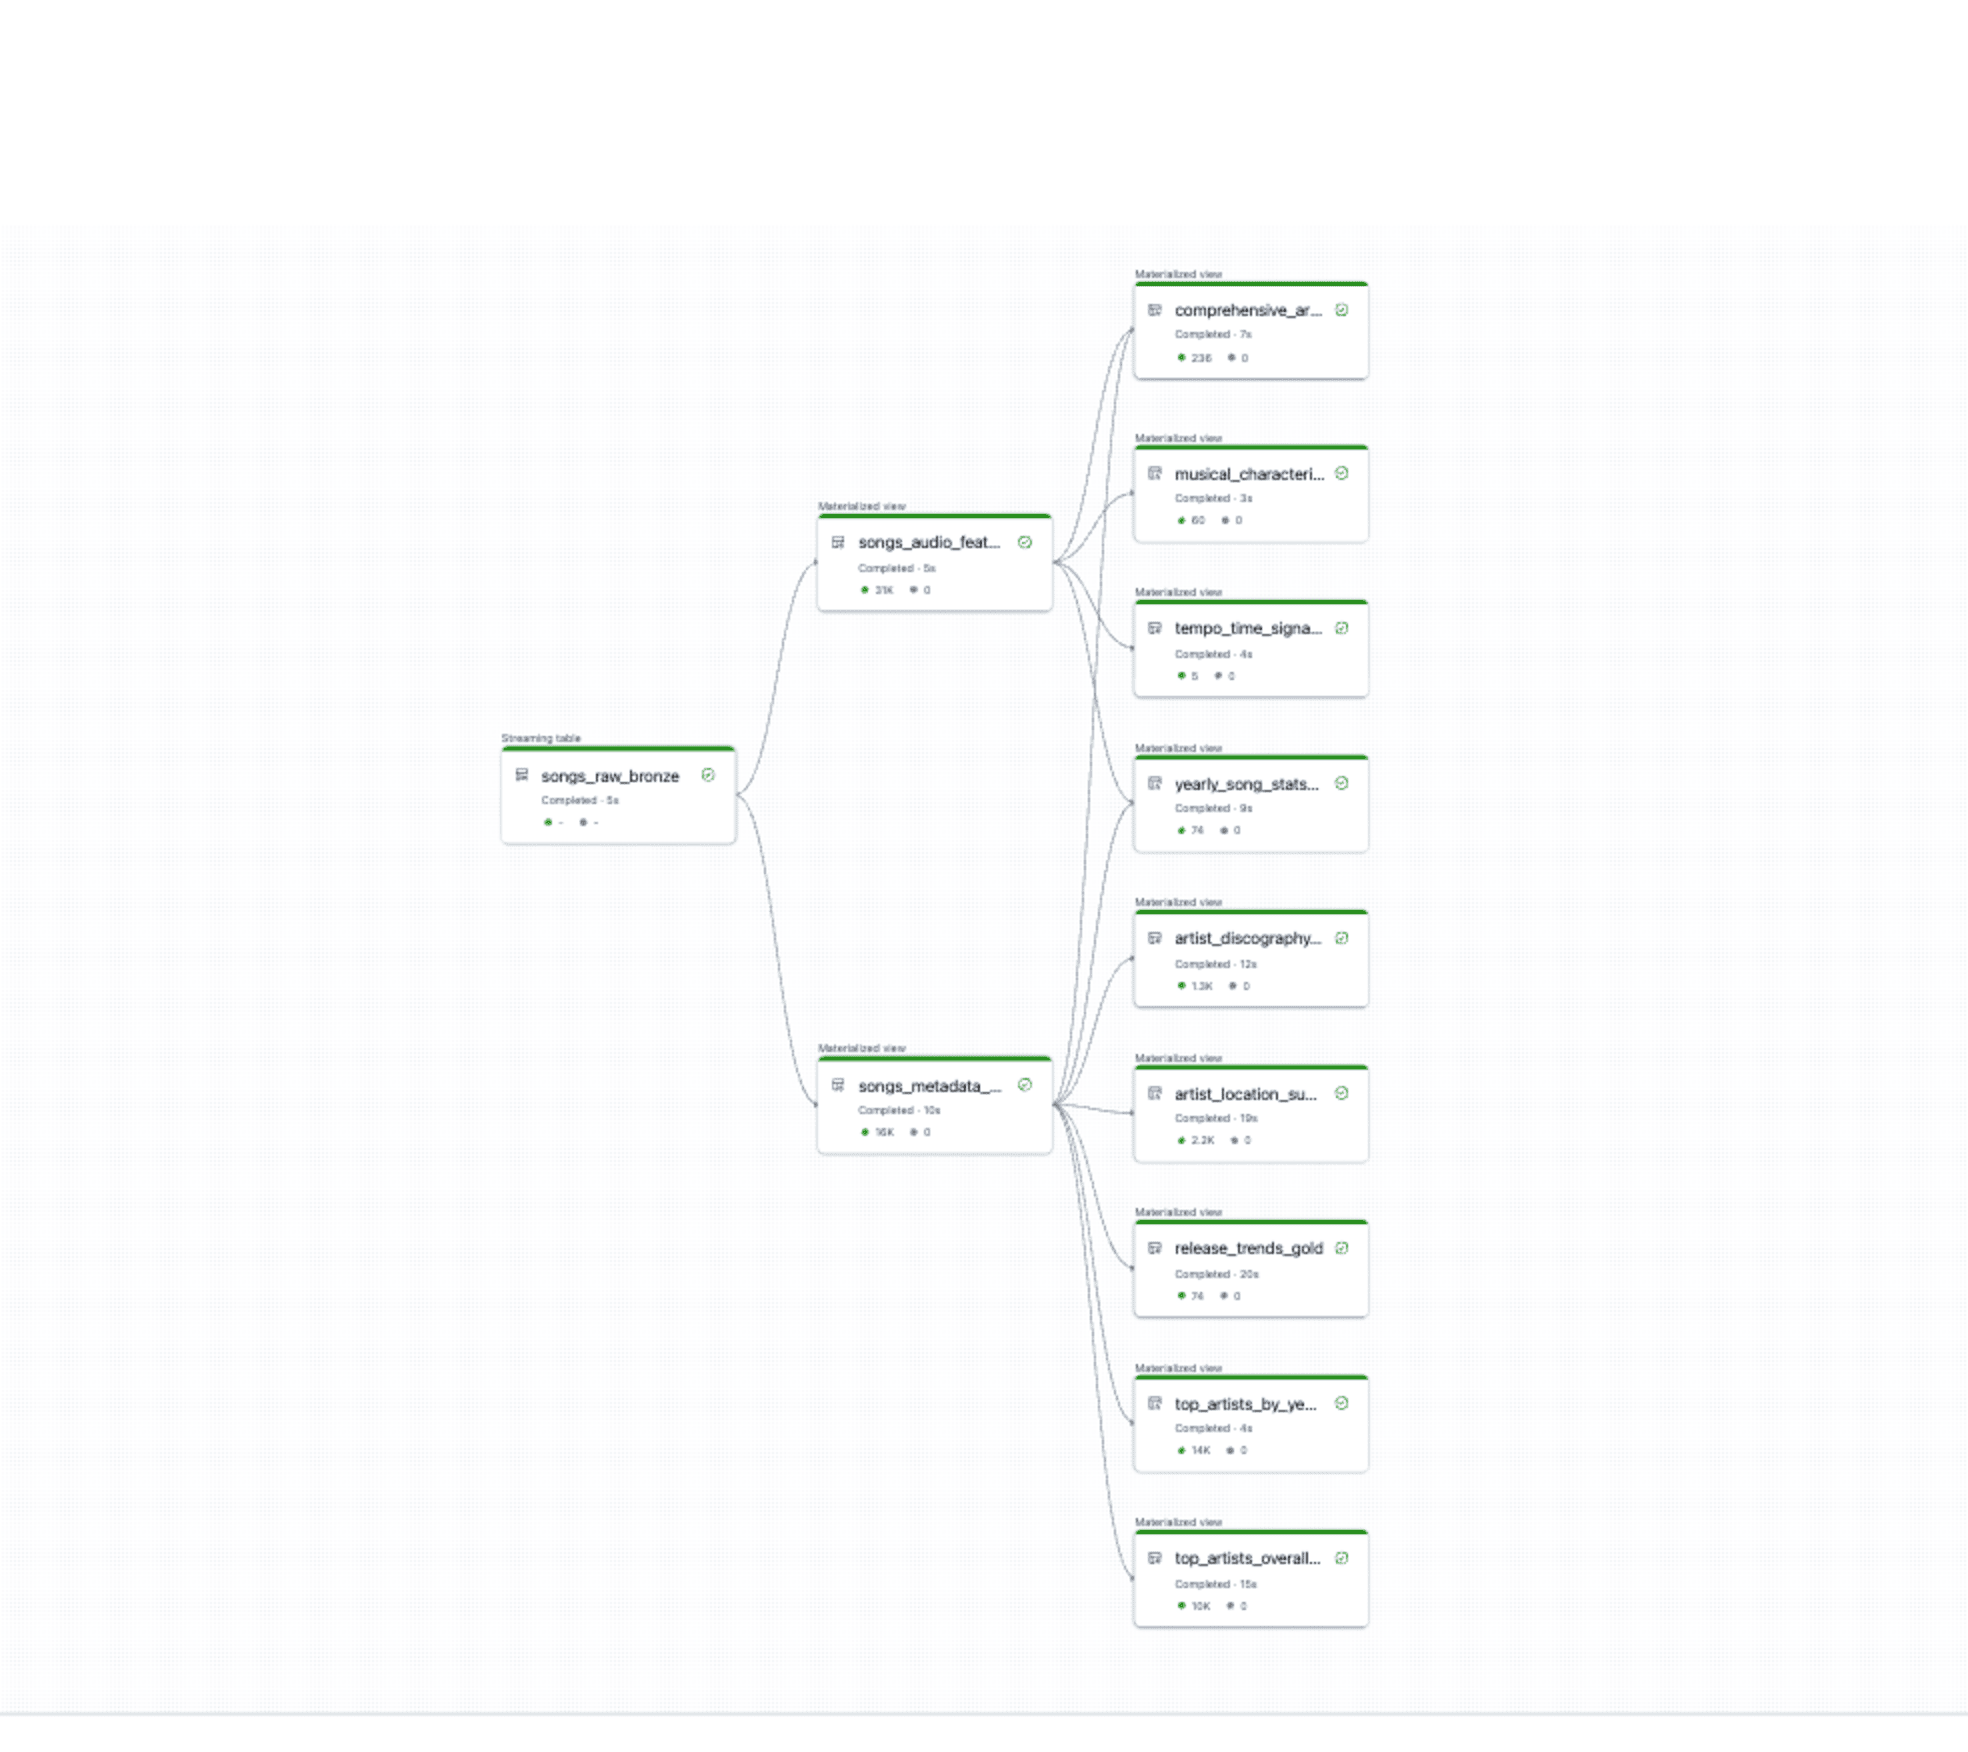 Materialized view
comprehensive_ar...
Completed · 7s
236 0
Materialized view
musical_characteri...
Completed · 3s
60 0
Materialized view
songs_audio_feat...
Completed · 5s
31K 0
Materialized view
tempo_time_signa...
Completed · 4s
5 0
Streaming table
songs_raw_bronze
Completed · 5s
- -
Materialized view
yearly_song_stats...
Completed · 9s
74 0
Materialized view
artist_discography...
Completed · 12s
1.3K 0
Materialized view
songs_metadata_...
Completed · 10s
16K 0
Materialized view
artist_location_su...
Completed · 19s
2.2K 0
Materialized view
release_trends_gold
Completed · 20s
74 0
Materialized view
top_artists_by_ye...
Completed · 4s
14K 0
Materialized view
top_artists_overall...
Completed · 15s
10K 0